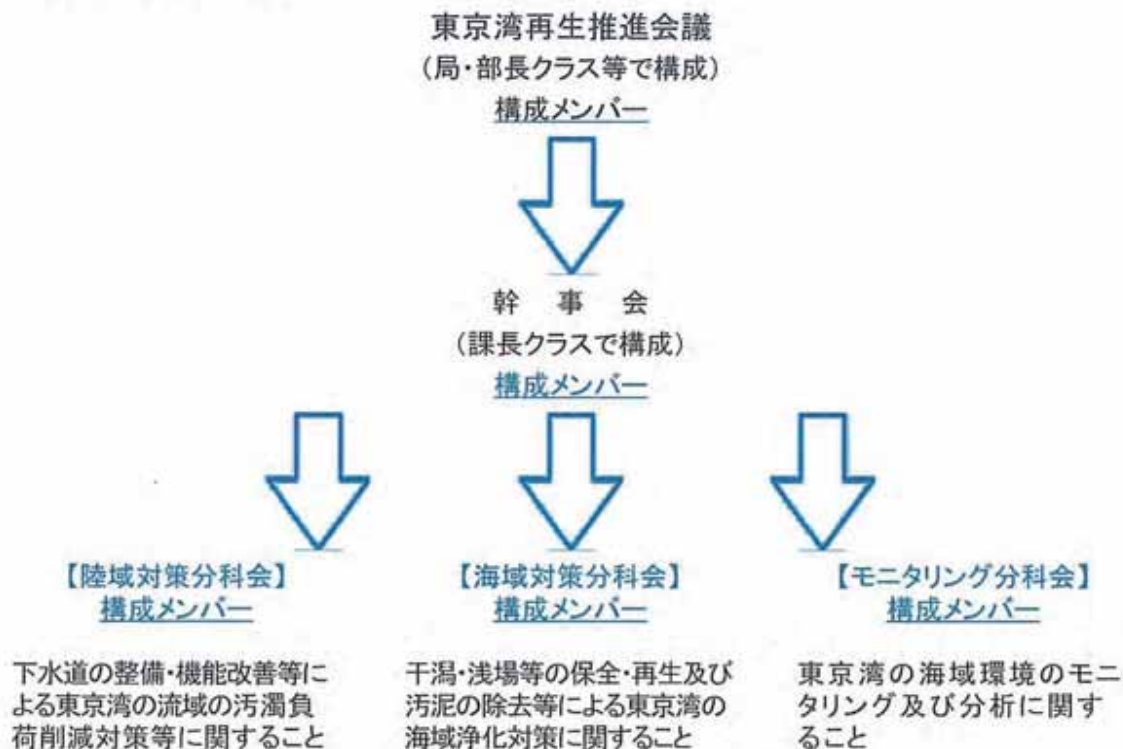 東京湾再生推進会議
(局・部長クラス等で構成)
構成メンバー
幹 事 会
(課長クラスで構成)
構成メンバー
【陸域対策分科会】
構成メンバー
下水道の整備・機能改善等に
よる東京湾の流域の汚濁負
荷削減対策等に関すること
【海域対策分科会】
構成メンバー
干潟・浅場等の保全・再生及び
汚泥の除去等による東京湾の
海域浄化対策に関すること
【モニタリング分科会】
構成メンバー
東京湾の海域環境のモニ
タリング及び分析に関す
ること